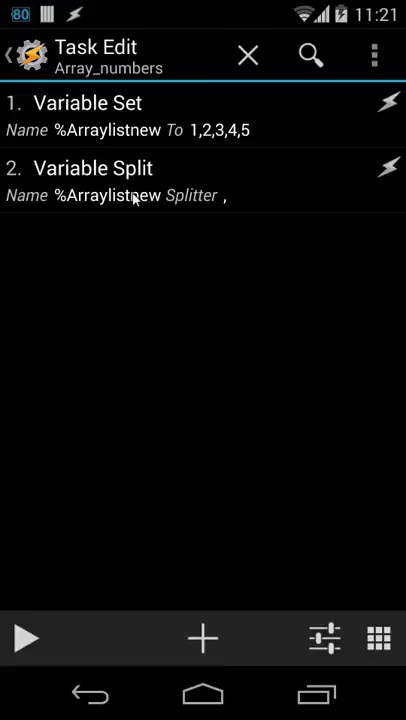 80 11:21
Task Edit
Array_numbers
1. Variable Set
Name %Arraylistnew To 1,2,3,4,5
2. Variable Split
Name %Arraylistnew Splitter ,